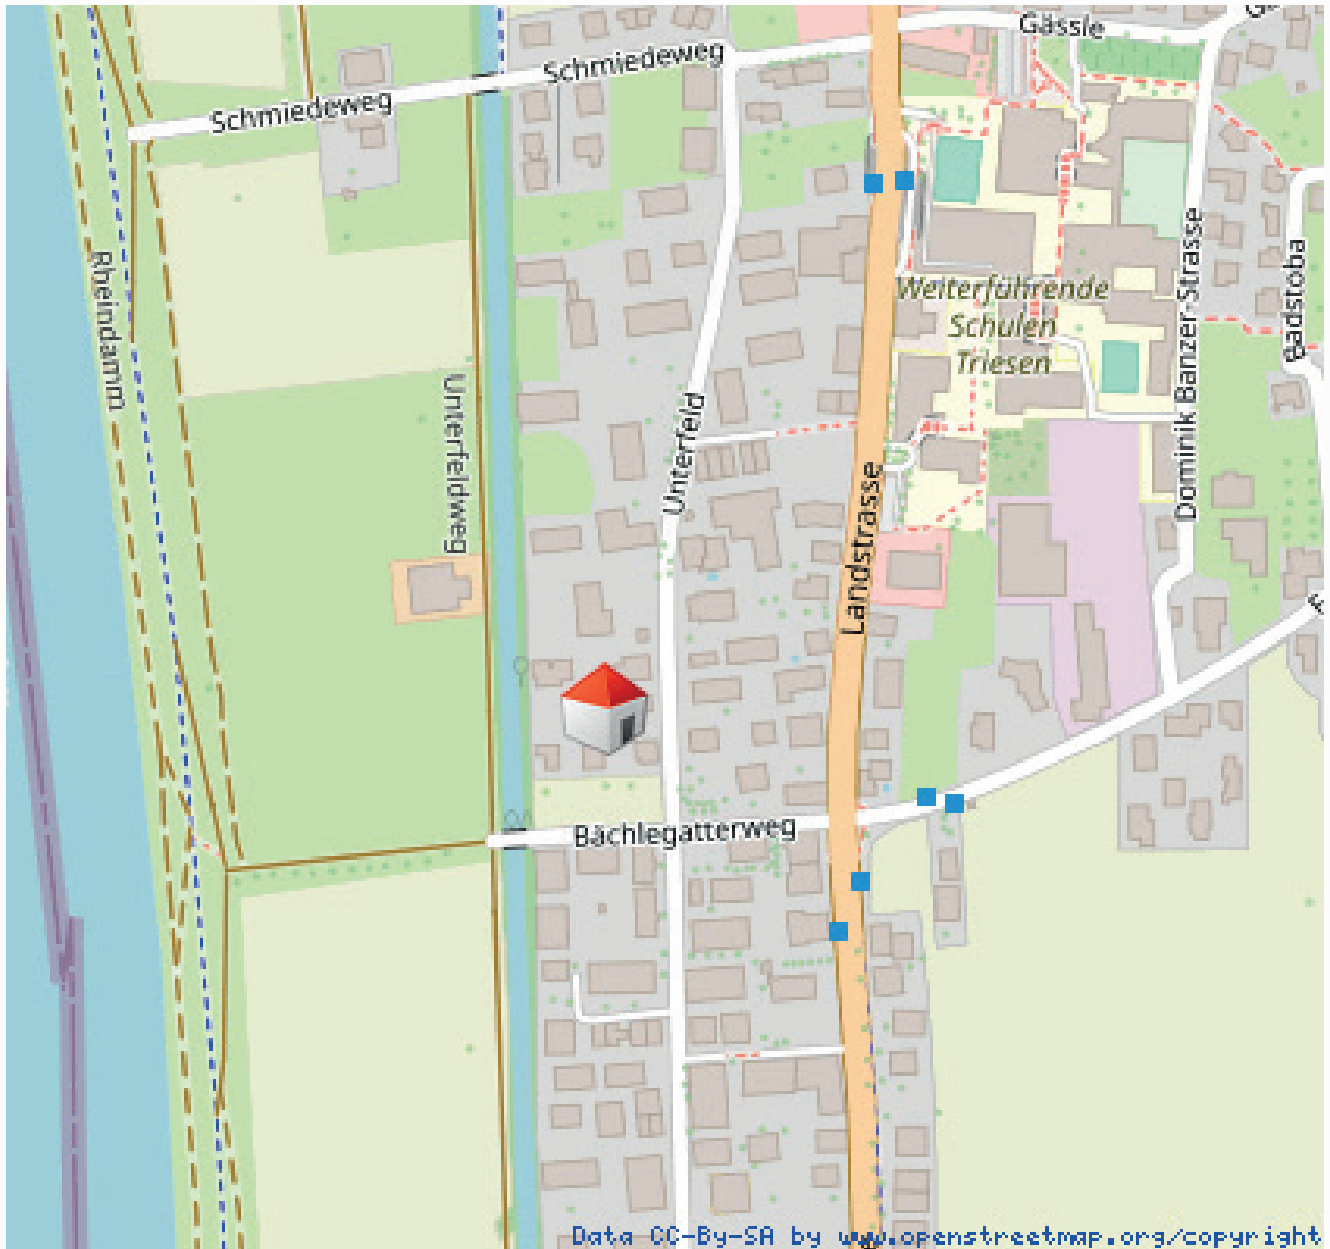 Gässle
Schmiedeweg
Schmiedeweg
Rheindamm
Unterfeldweg
Unterfeld
Landstrasse
Weiterführende
Schulen
Triesen
Dominik Banzer-Strasse
Badstoba
Bächlegatterweg
Data CC-By-SA by www.openstreetmap.org/copyright